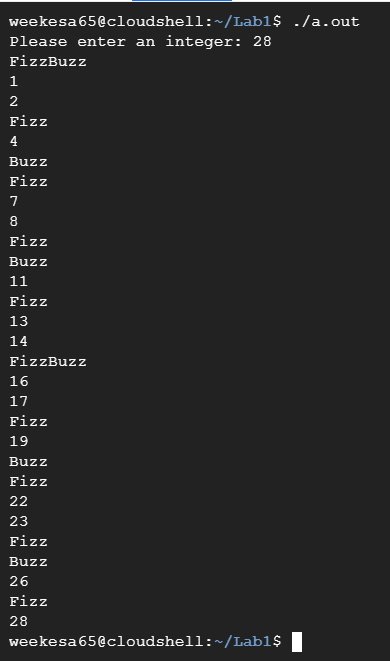 weekesa65@cloudshell:~/Lab1$ ./a.out
Please enter an integer: 28
FizzBuzz
1
2
Fizz
4
Buzz
Fizz
7
8
Fizz
Buzz
11
Fizz
13
14
FizzBuzz
16
17
Fizz
19
Buzz
Fizz
22
23
Fizz
Buzz
26
Fizz
28
weekesa65@cloudshell:~/Lab1$